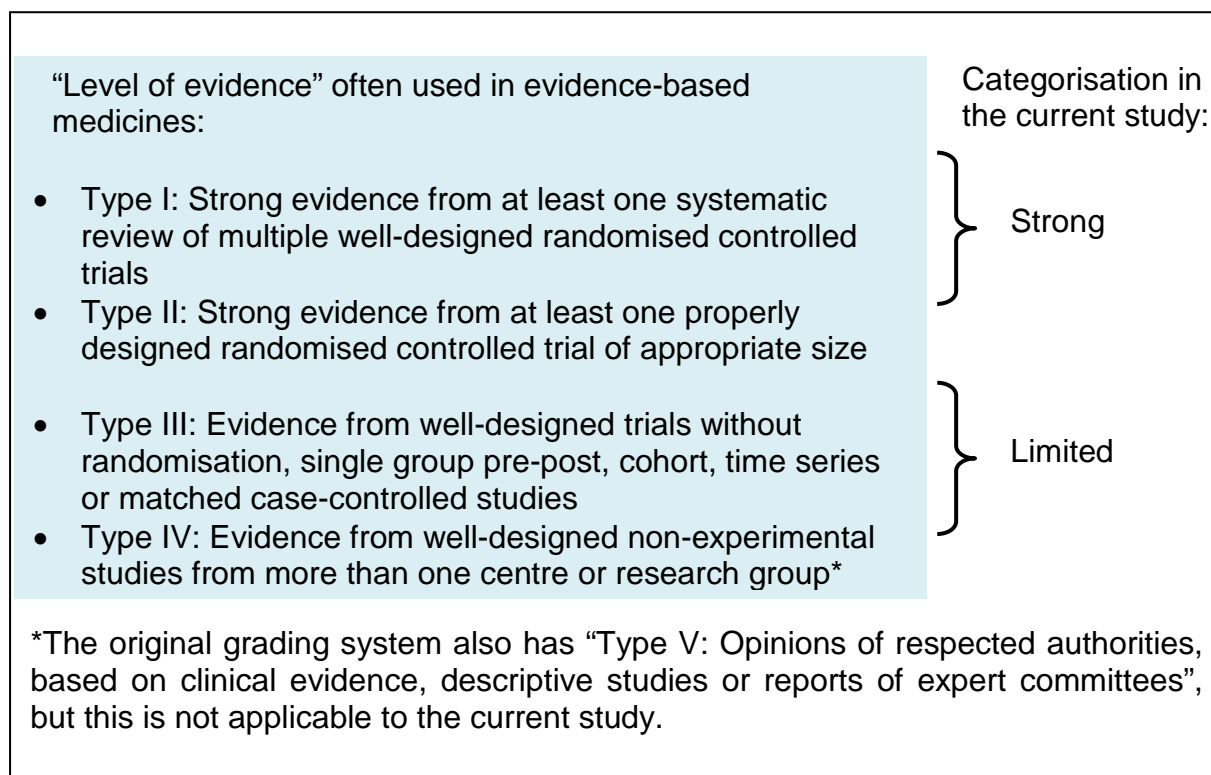 “Level of evidence” often used in evidence-based
medicines:
Categorisation in
the current study:
• Type I: Strong evidence from at least one systematic
review of multiple well-designed randomised controlled
trials
• Type II: Strong evidence from at least one properly
designed randomised controlled trial of appropriate size
Strong
• Type III: Evidence from well-designed trials without
randomisation, single group pre-post, cohort, time series
or matched case-controlled studies
• Type IV: Evidence from well-designed non-experimental
studies from more than one centre or research group*
Limited
*The original grading system also has “Type V: Opinions of respected authorities,
based on clinical evidence, descriptive studies or reports of expert committees”,
but this is not applicable to the current study.